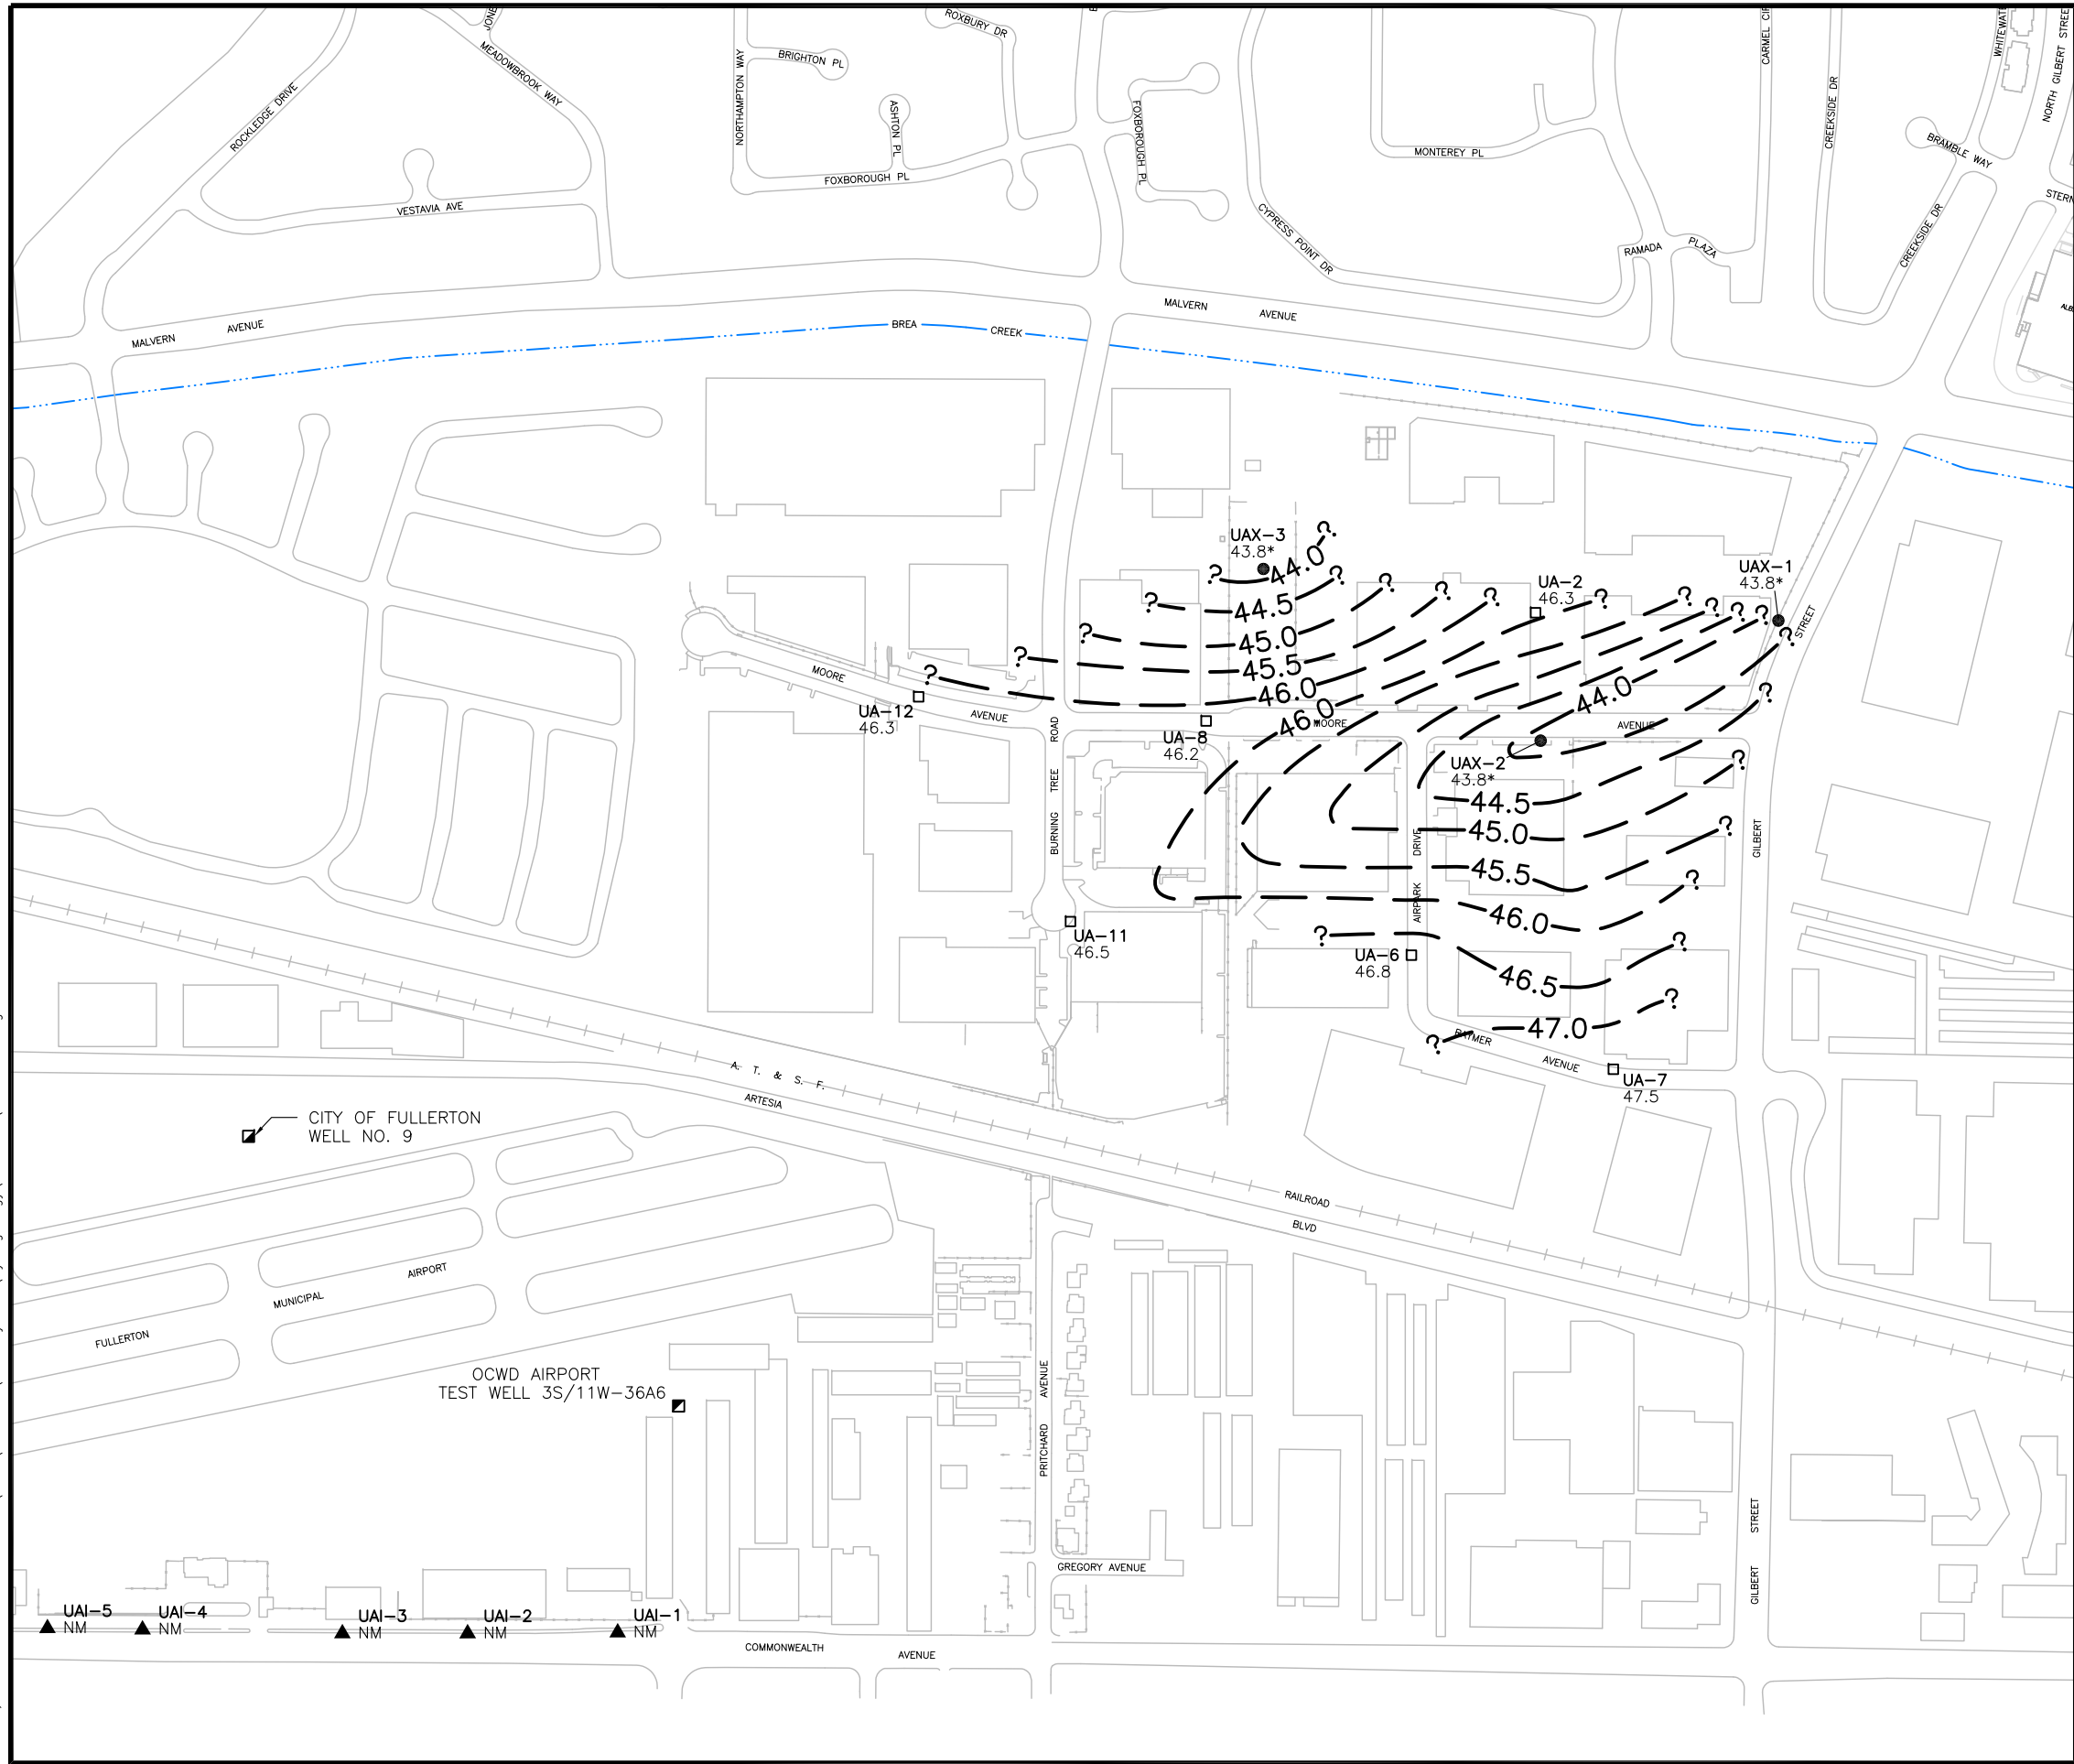 ROXBURY DR
MEADOWBROOK WAY
BRIGHTON PL
NORTHAMPTON WAY
ROCKLEDGE DRIVE
ASHTON PL
FOXBOROUGH PL
FOXBOROUGH PL
VESTAVIA AVE
CARMEL CIR
CREEKSIDE DR
NORTH GILBERT STREE
BRAMBLE WAY
MONTEREY PL
CYPRESS POINT DR
RAMADA PLAZA
CREEKSIDE DR
MALVERN AVENUE
MALVERN AVENUE
BREA CREEK
UAX-3
43.8*
44.0
UAX-1
43.8*
UA-2
46.3
44.5
45.0
45.5
46.0
46.0
44.0
STREET
MOORE
AVENUE
MOORE
AVENUE
UA-12
46.3
UA-8
46.2
UAX-2
43.8*
BURNING TREE ROAD
44.5
45.0
45.5
46.0
46.5
47.0
AIRPARK DRIVE
GILBERT
UA-11
46.5
UA-6
46.8
AVENUE
UA-7
47.5
A. T. & S. F.
RAILROAD
ARTESIA
BLVD
CITY OF FULLERTON
WELL NO. 9
FULLERTON
MUNICIPAL
AIRPORT
OCWD AIRPORT
TEST WELL 3S/11W-36A6
PRITCHARD AVENUE
GREGORY AVENUE
GILBERT STREET
UAI-5
NM
UAI-4
NM
UAI-3
NM
UAI-2
NM
UAI-1
NM
COMMONWEALTH
AVENUE